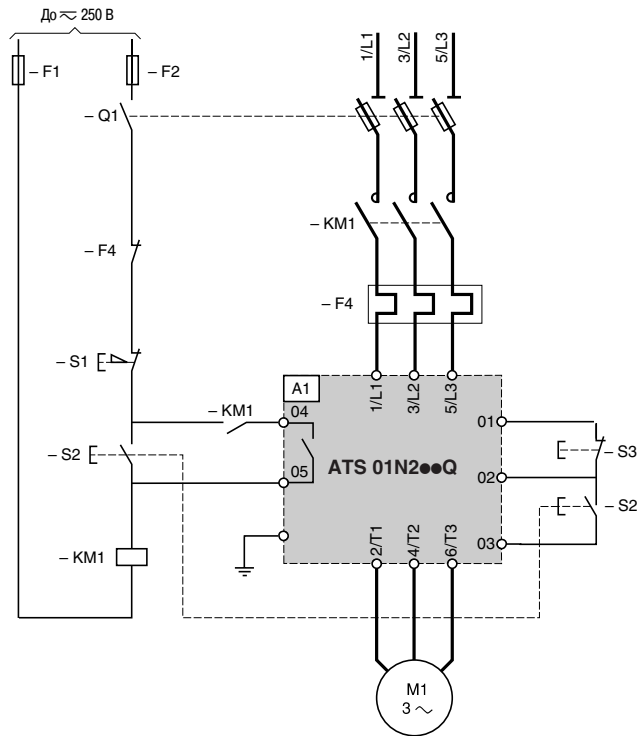 До ≂ 250 В
– F1
– F2
– Q1
1/L1
3/L2
5/L3
– KM1
– F4
– F4
– S1
A1
– KM1
04
1/L1
3/L2
5/L3
01
– S2
05
ATS 01N2●●Q
02
– S3
– S2
– KM1
2/T1
4/T2
6/T3
03
M1
3 ~